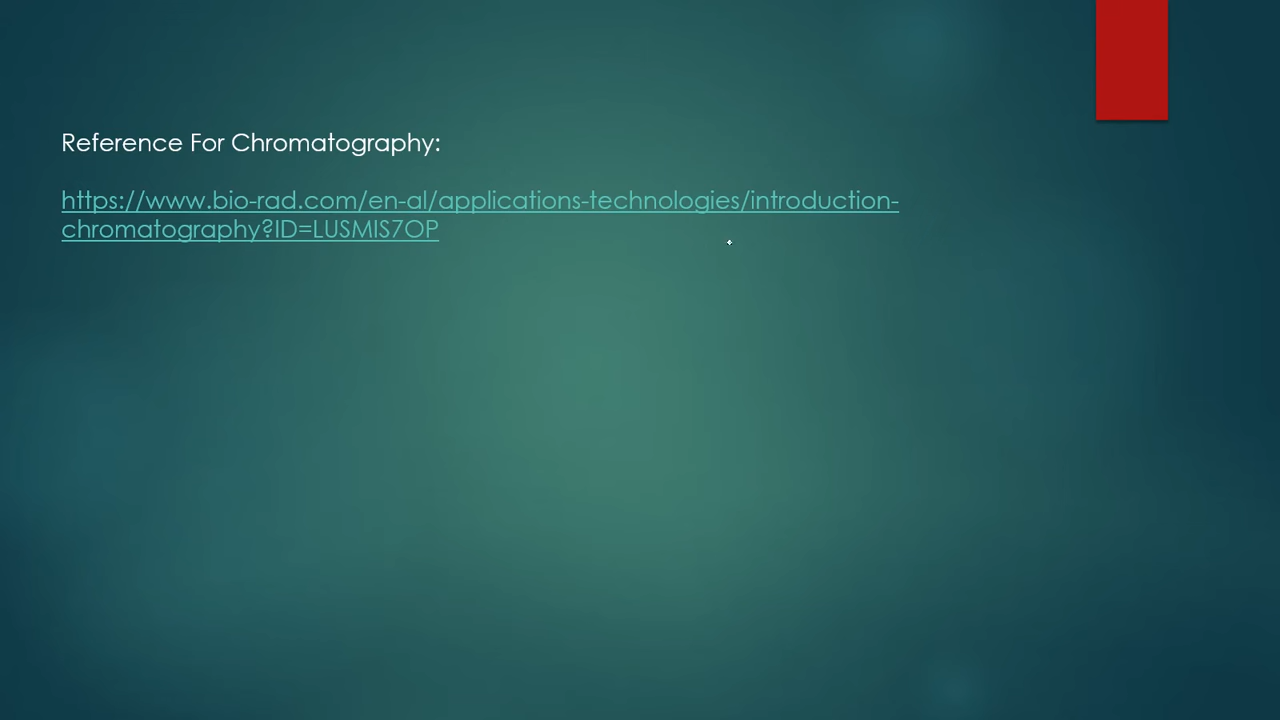 Reference For Chromatography:
https://www.bio-rad.com/en-al/applications-technologies/introduction-
chromatography?ID=LUSMIS7OP